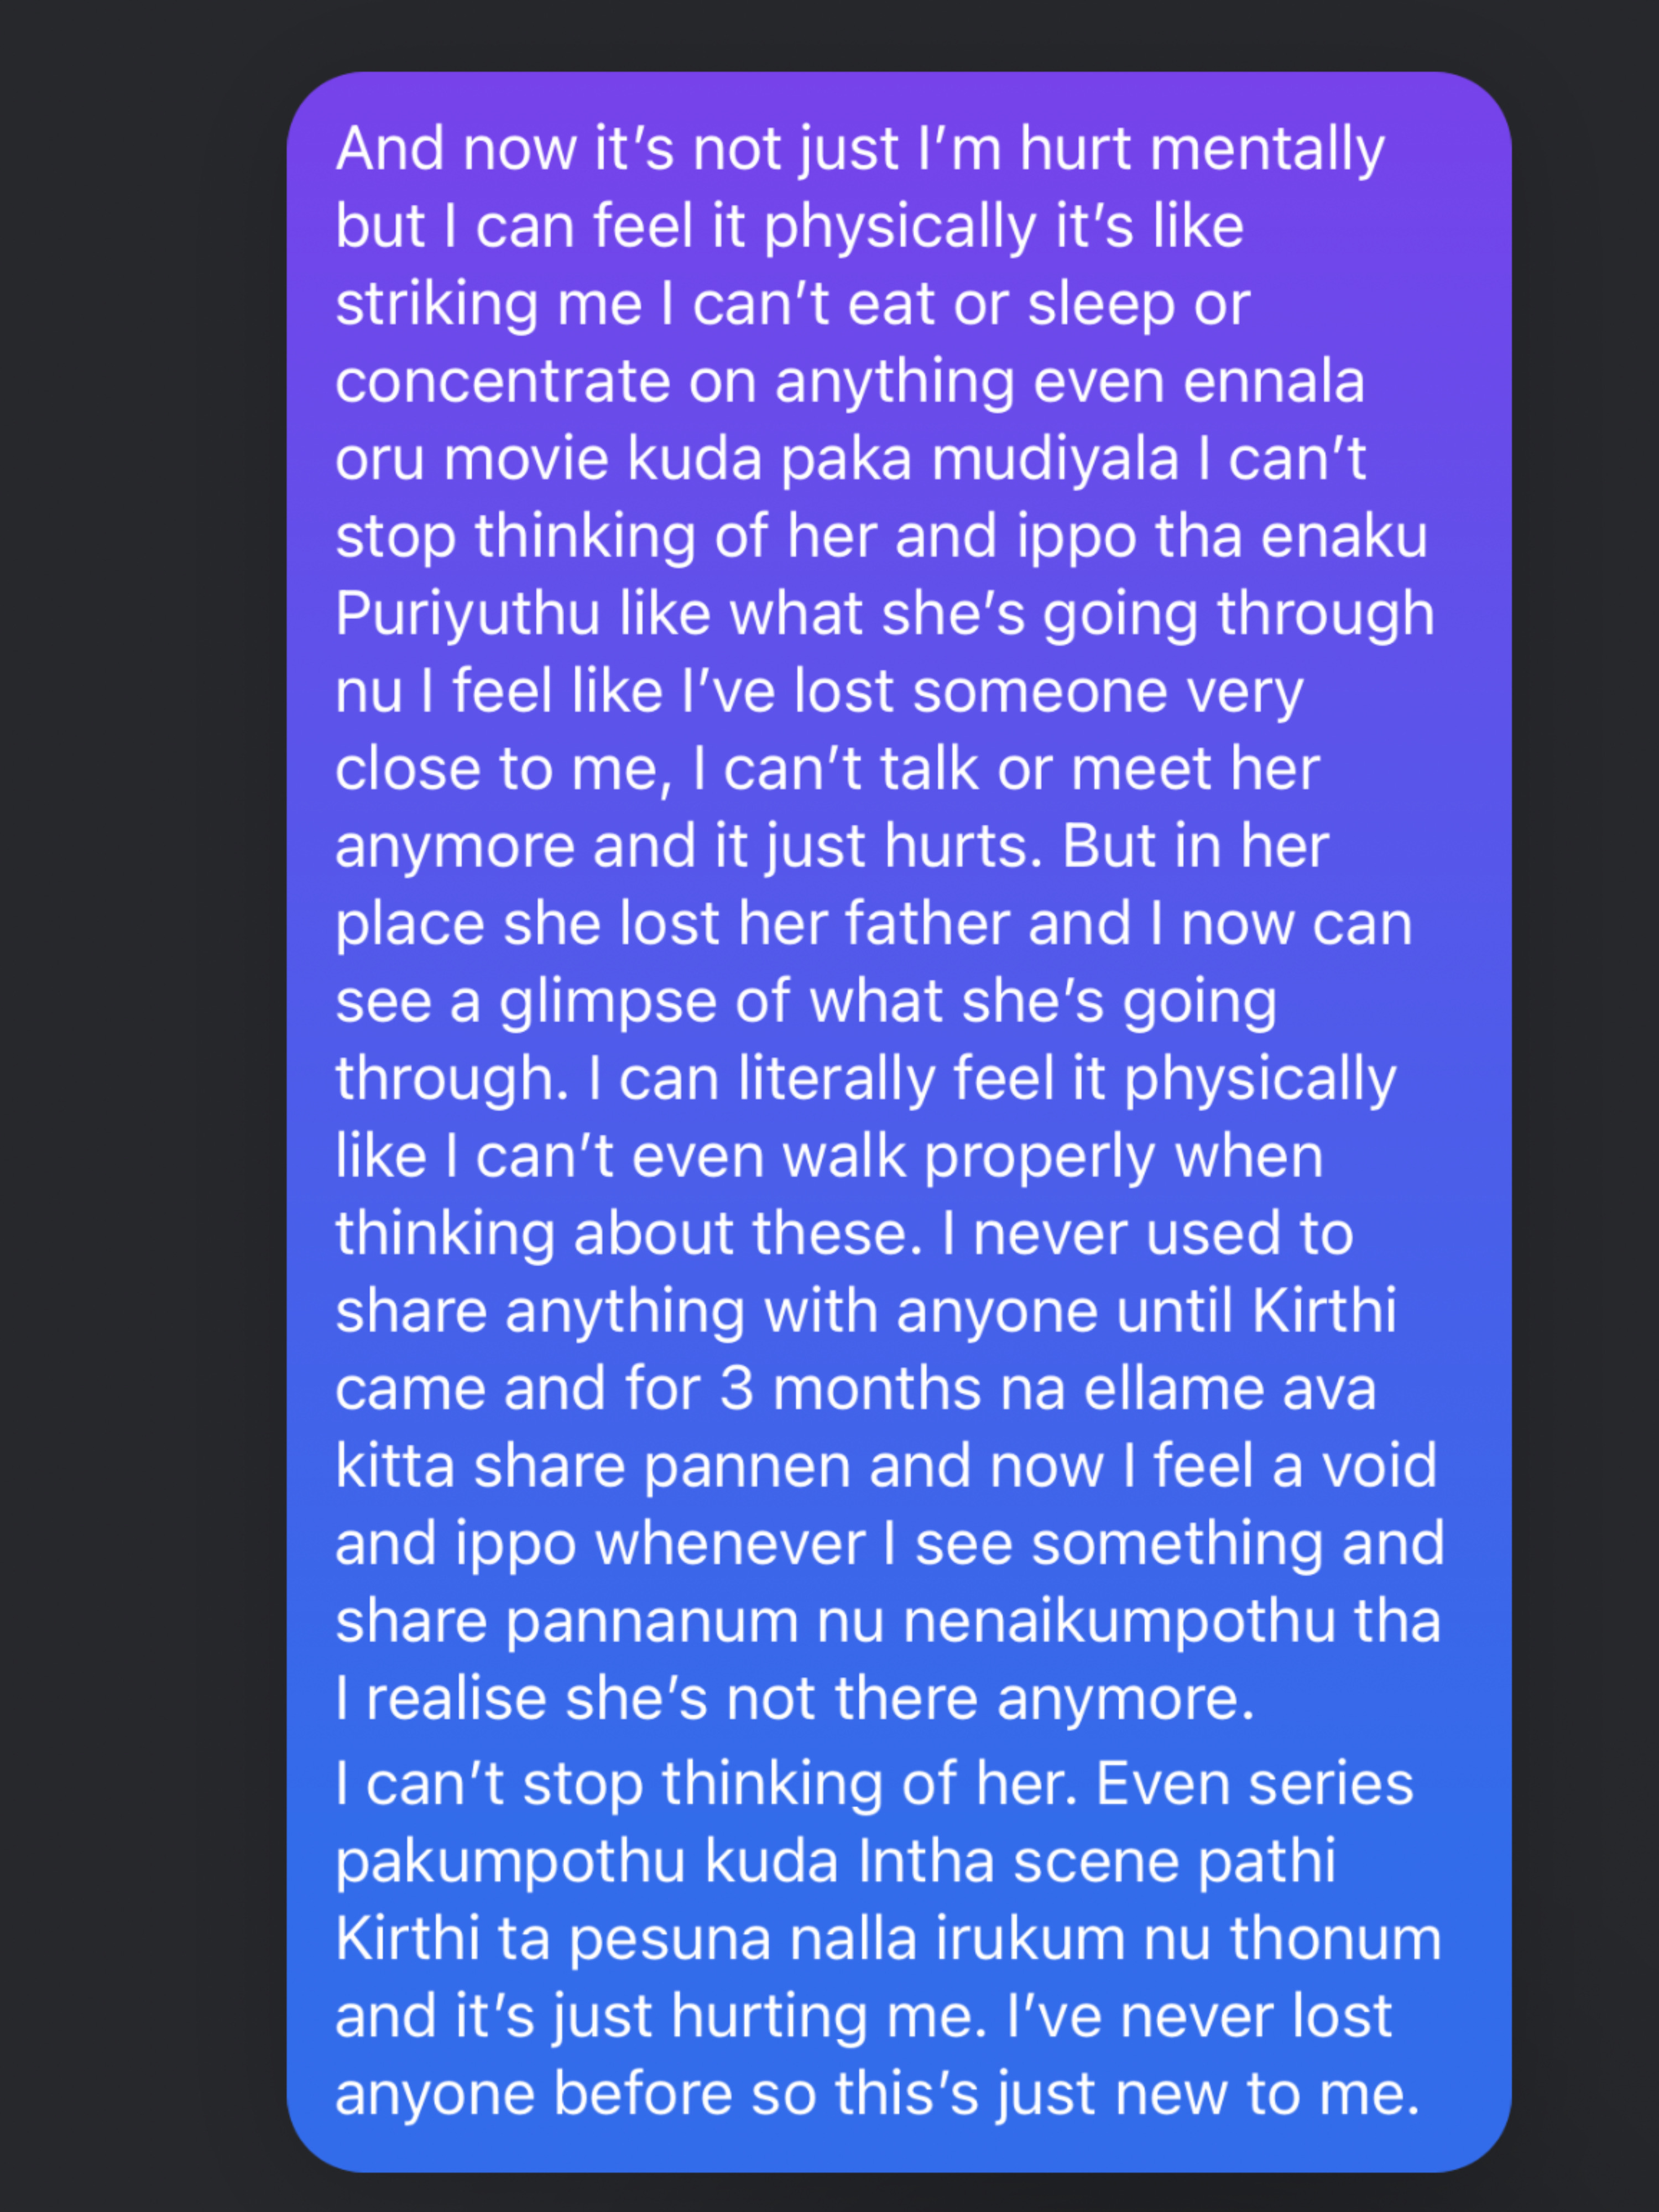 And now it’s not just I’m hurt mentally
but I can feel it physically it’s like
striking me I can’t eat or sleep or
concentrate on anything even ennala
oru movie kuda paka mudiyala I can’t
stop thinking of her and ippo tha enaku
Puriyuthu like what she’s going through
nu I feel like I’ve lost someone very
close to me, I can’t talk or meet her
anymore and it just hurts. But in her
place she lost her father and I now can
see a glimpse of what she’s going
through. I can literally feel it physically
like I can’t even walk properly when
thinking about these. I never used to
share anything with anyone until Kirthi
came and for 3 months na ellame ava
kitta share pannen and now I feel a void
and ippo whenever I see something and
share pannanum nu nenaikumpothu tha
I realise she’s not there anymore.
I can’t stop thinking of her. Even series
pakumpothu kuda Intha scene pathi
Kirthi ta pesuna nalla irukum nu thonum
and it’s just hurting me. I’ve never lost
anyone before so this’s just new to me.